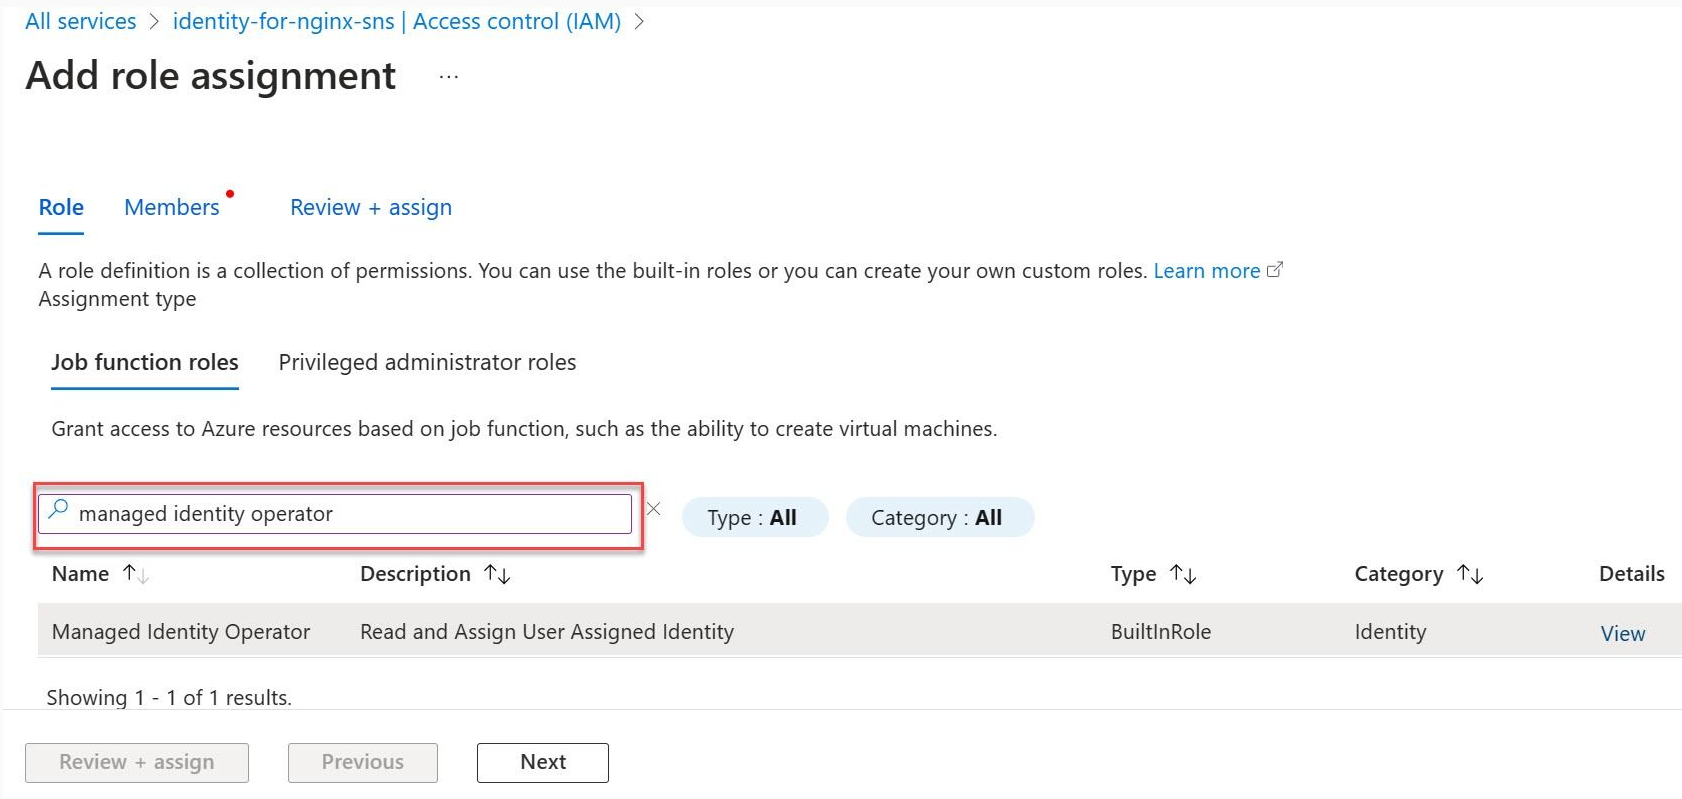 All services > identity-for-nginx-sns | Access control (IAM) >
Add role assignment ...
Role Members Review + assign
A role definition is a collection of permissions. You can use the built-in roles or you can create your own custom roles. Learn more
Assignment type
Job function roles Privileged administrator roles
Grant access to Azure resources based on job function, such as the ability to create virtual machines.
managed identity operator Type : All Category : All
Name ↑↓ Description ↑↓ Type ↑↓ Category ↑↓ Details
Managed Identity Operator Read and Assign User Assigned Identity BuiltInRole Identity View
Showing 1 - 1 of 1 results.
Review + assign Previous Next